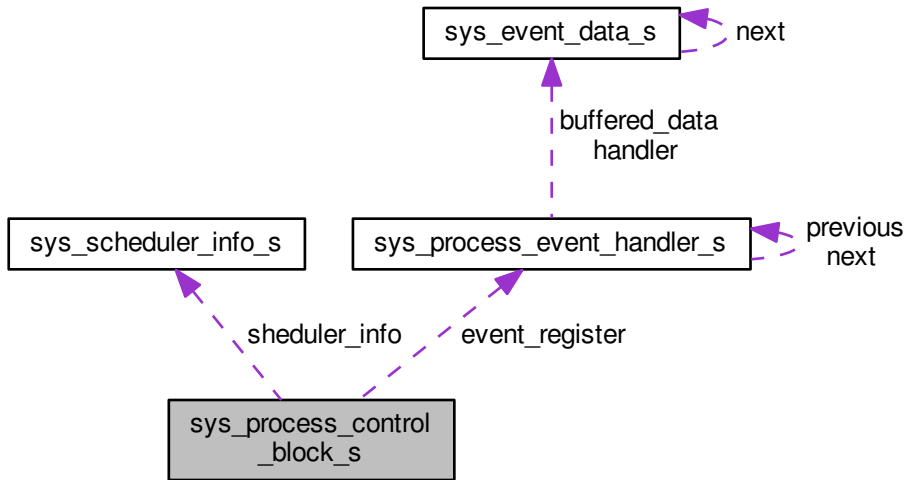 sys_event_data_s
next
buffered_data
handler
sys_scheduler_info_s
sys_process_event_handler_s
previous
next
sheduler_info
event_register
sys_process_control
_block_s